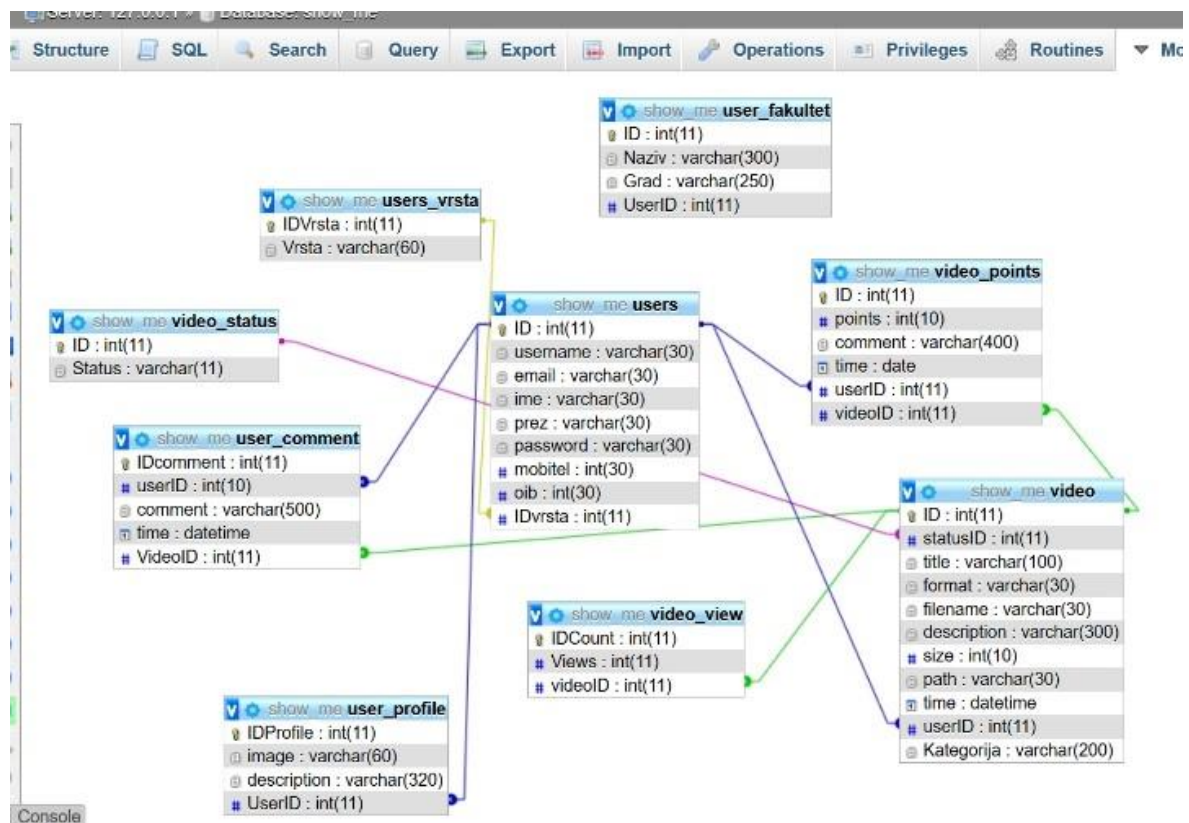 Server: 127.0.0.1 » Database: show_me
Structure SQL Search Query Export Import Operations Privileges Routines Mo
show_me user_fakultet
ID : int(11)
Naziv : varchar(300)
Grad : varchar(250)
UserID : int(11)
show_me users_vrsta
IDVrsta : int(11)
Vrsta : varchar(60)
show_me video_points
ID : int(11)
points : int(10)
comment : varchar(400)
time : date
userID : int(11)
videoID : int(11)
show_me users
ID : int(11)
username : varchar(30)
email : varchar(30)
ime : varchar(30)
prez : varchar(30)
password : varchar(30)
mobitel : int(30)
oib : int(30)
IDvrsta : int(11)
show_me video_status
ID : int(11)
Status : varchar(11)
show_me user_comment
IDcomment : int(11)
userID : int(10)
comment : varchar(500)
time : datetime
VideoID : int(11)
show_me video
ID : int(11)
statusID : int(11)
title : varchar(100)
format : varchar(30)
filename : varchar(30)
description : varchar(300)
size : int(10)
path : varchar(30)
time : datetime
userID : int(11)
Kategorija : varchar(200)
show_me video_view
IDCount : int(11)
Views : int(11)
videoID : int(11)
show_me user_profile
IDProfile : int(11)
image : varchar(60)
description : varchar(320)
UserID : int(11)
Console